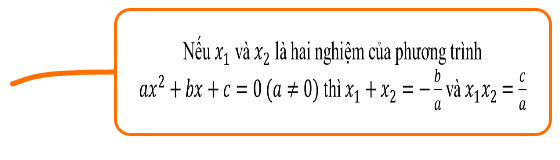 Nếu x₁ và x₂ là hai nghiệm của phương trình
ax² + bx + c = 0 (a ≠ 0) thì x₁ + x₂ = −b/a và x₁x₂ = c/a